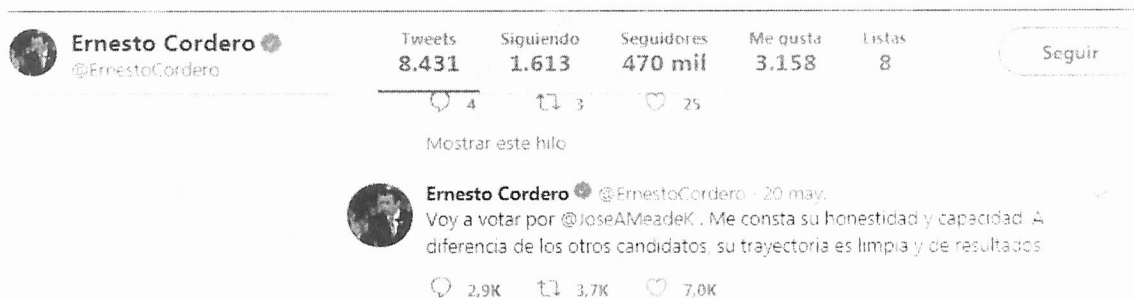 Ernesto Cordero
@ErnestoCordero
Tweets Siguiendo Seguidores Me gusta Listas
8.431 1.613 470 mil 3.158 8
Seguir
4 3 25
Mostrar este hilo
Ernesto Cordero @ErnestoCordero · 20 may.
Voy a votar por @JoseAMeadeK . Me consta su honestidad y capacidad. A
diferencia de los otros candidatos, su trayectoria es limpia y de resultados
2,9K 3,7K 7,0K